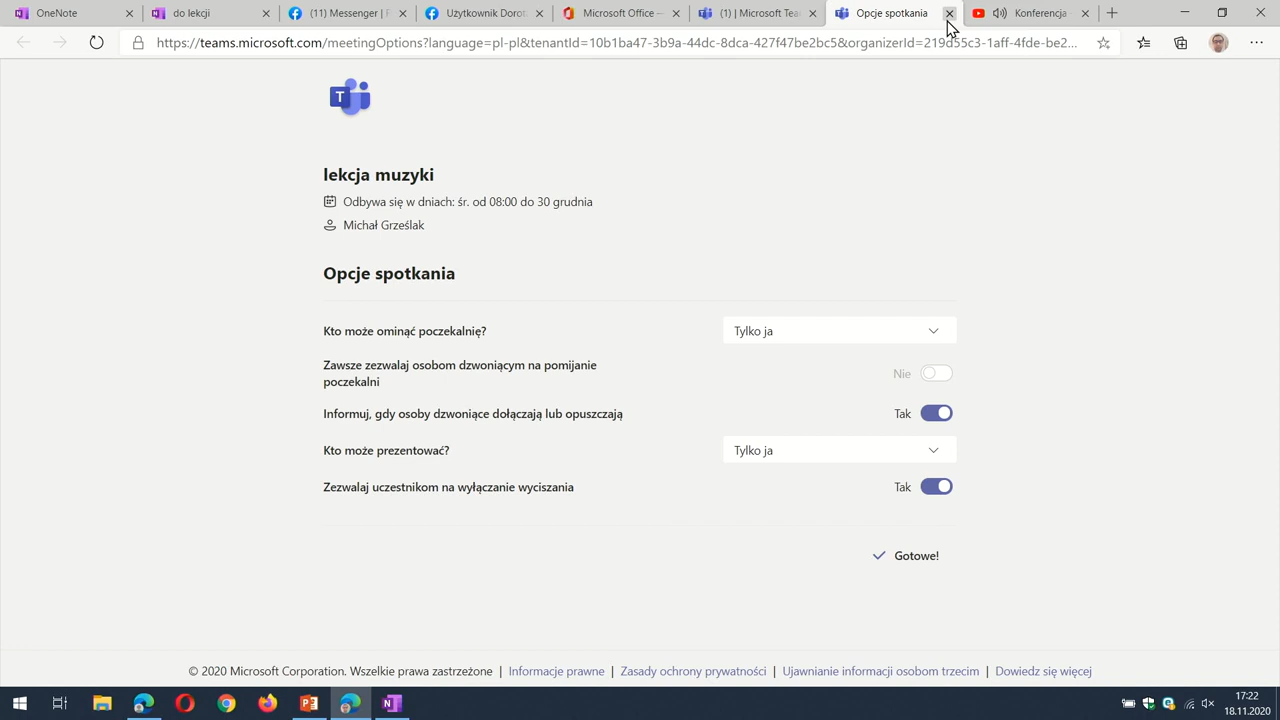 OneNote
do lekcji
(11) Messenger | F
Użytkownik Dorot
Microsoft Office —
(1) | Microsoft Tea
Opcje spotkania
Konferencja
https://teams.microsoft.com/meetingOptions?language=pl-pl&tenantId=10b1ba47-3b9a-44dc-8dca-427f47be2bc5&organizerId=219d55c3-1aff-4fde-be2...
T
lekcja muzyki
Odbywa się w dniach: śr. od 08:00 do 30 grudnia
Michał Grześlak
Opcje spotkania
Kto może ominąć poczekalnię?
Tylko ja
Zawsze zezwalaj osobom dzwoniącym na pomijanie
poczekalni
Nie
Informuj, gdy osoby dzwoniące dołączają lub opuszczają
Tak
Kto może prezentować?
Tylko ja
Zezwalaj uczestnikom na wyłączanie wyciszania
Tak
Gotowe!
© 2020 Microsoft Corporation. Wszelkie prawa zastrzeżone | Informacje prawne | Zasady ochrony prywatności | Ujawnianie informacji osobom trzecim | Dowiedz się więcej
17:22
18.11.2020